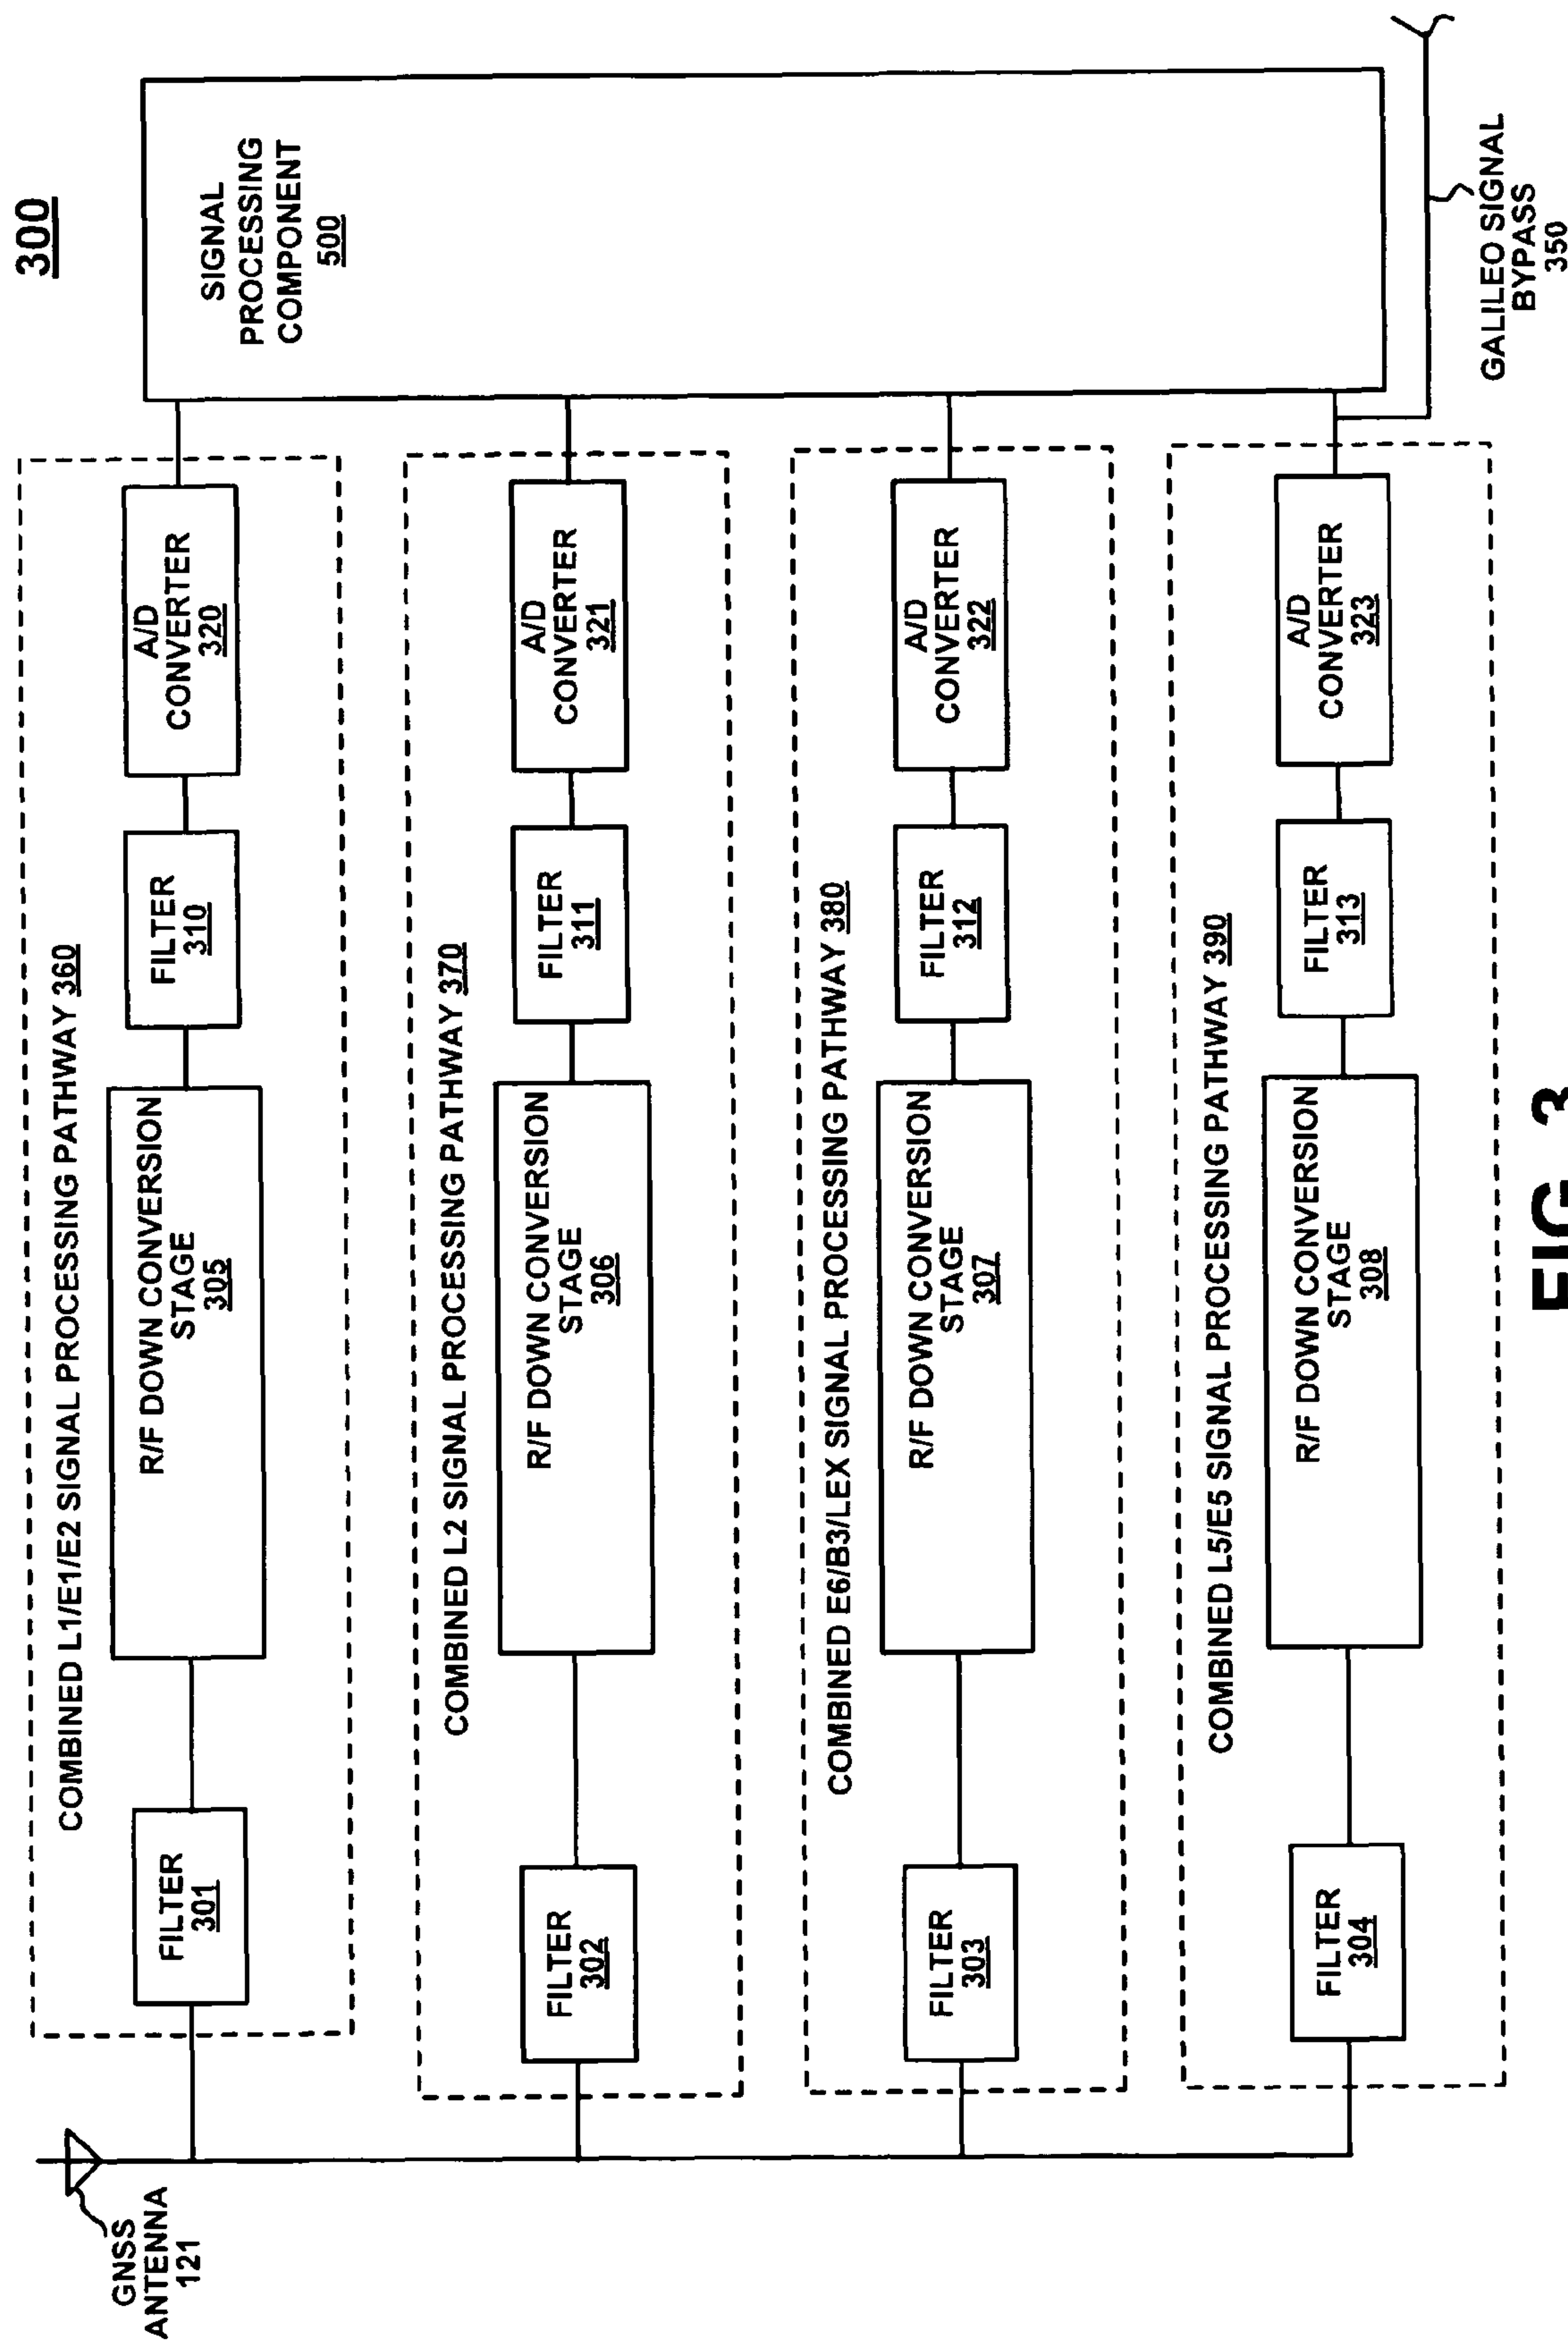 300
GNSS
ANTENNA
121
COMBINED L1/E1/E2 SIGNAL PROCESSING PATHWAY 360
FILTER
301
R/F DOWN CONVERSION
STAGE
305
FILTER
310
A/D
CONVERTER
320
COMBINED L2 SIGNAL PROCESSING PATHWAY 370
FILTER
302
R/F DOWN CONVERSION
STAGE
306
FILTER
311
A/D
CONVERTER
321
COMBINED E6/B3/LEX SIGNAL PROCESSING PATHWAY 380
FILTER
303
R/F DOWN CONVERSION
STAGE
307
FILTER
312
A/D
CONVERTER
322
COMBINED L5/E5 SIGNAL PROCESSING PATHWAY 390
FILTER
304
R/F DOWN CONVERSION
STAGE
308
FILTER
313
A/D
CONVERTER
323
SIGNAL
PROCESSING
COMPONENT
500
GALILEO SIGNAL
BYPASS
350
FIG. 3